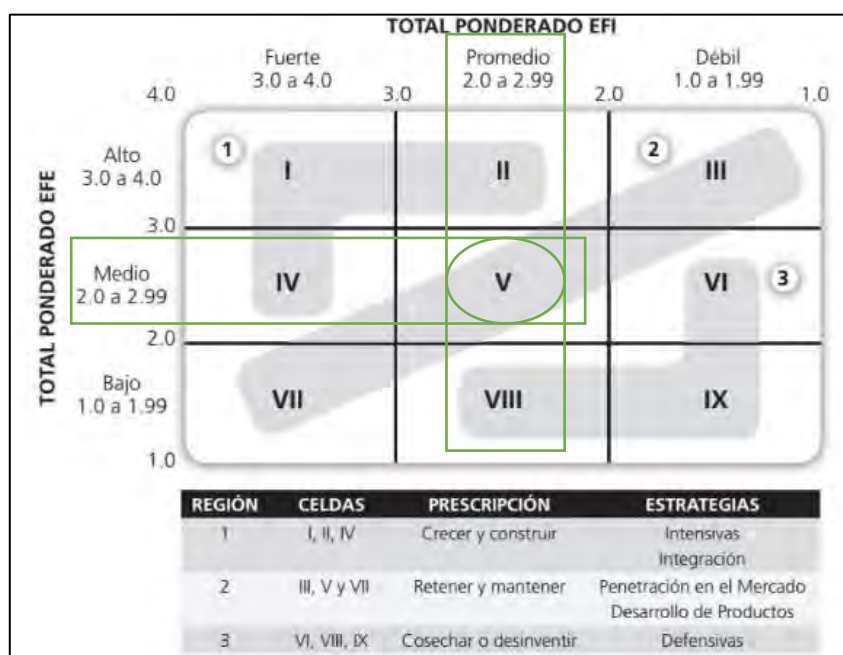 TOTAL PONDERADO EFI
Fuerte Promedio Débil
3.0 a 4.0 2.0 a 2.99 1.0 a 1.99
4.0 3.0 2.0 1.0
1 2
Alto I II III
3.0 a 4.0
3.0
TOTAL PONDERADO EFE
Medio IV V VI 3
2.0 a 2.99
2.0
Bajo VII VIII IX
1.0 a 1.99
1.0
REGIÓN CELDAS PRESCRIPCIÓN ESTRATEGIAS
1 I, II, IV Crecer y construir Intensivas
Integración
2 III, V y VII Retener y mantener Penetración en el Mercado
Desarrollo de Productos
3 VI, VIII, IX Cosechar o desinventir Defensivas